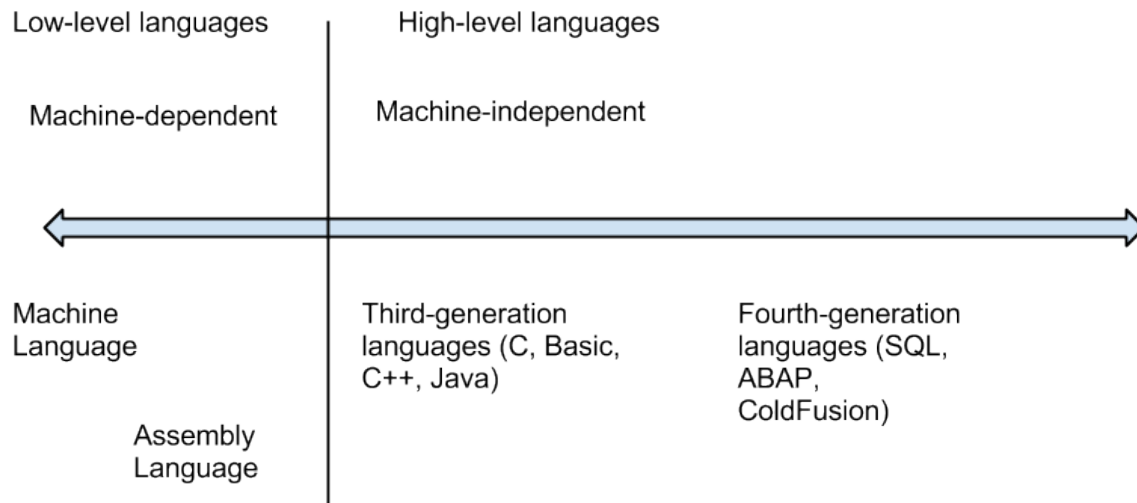 Low-level languages
High-level languages
Machine-dependent
Machine-independent
Machine
Language
Assembly
Language
Third-generation
languages (C, Basic,
C++, Java)
Fourth-generation
languages (SQL,
ABAP,
ColdFusion)